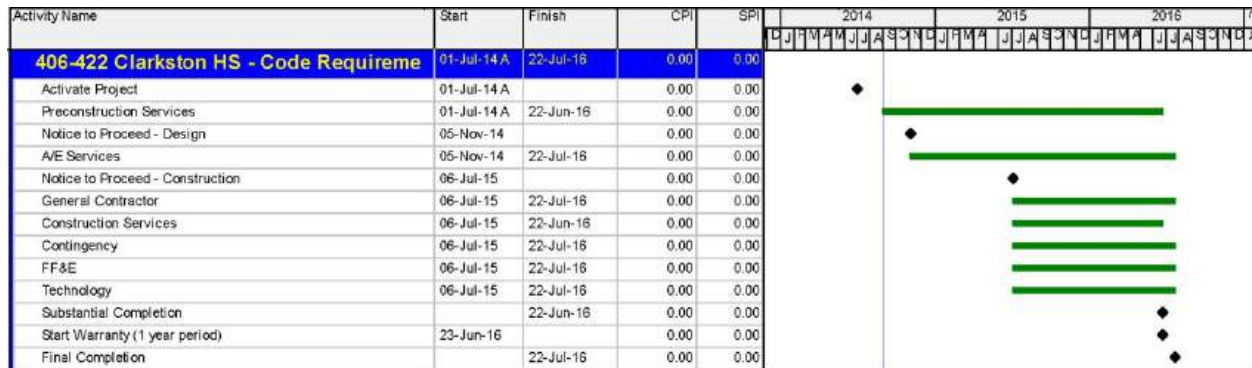 Activity Name Start Finish CPI SPI 2014 2015 2016
D J F M A M J J A S O N D J F M A J J A S O N D J F M A J J A S O N D J
406-422 Clarkston HS - Code Requireme 01-Jul-14 A 22-Jul-16 0.00 0.00
Activate Project 01-Jul-14 A 0.00 0.00
Preconstruction Services 01-Jul-14 A 22-Jun-16 0.00 0.00
Notice to Proceed - Design 05-Nov-14 0.00 0.00
A/E Services 05-Nov-14 22-Jul-16 0.00 0.00
Notice to Proceed - Construction 06-Jul-15 0.00 0.00
General Contractor 06-Jul-15 22-Jul-16 0.00 0.00
Construction Services 06-Jul-15 22-Jun-16 0.00 0.00
Contingency 06-Jul-15 22-Jul-16 0.00 0.00
FF&E 06-Jul-15 22-Jul-16 0.00 0.00
Technology 06-Jul-15 22-Jul-16 0.00 0.00
Substantial Completion 22-Jun-16 0.00 0.00
Start Warranty (1 year period) 23-Jun-16 0.00 0.00
Final Completion 22-Jul-16 0.00 0.00